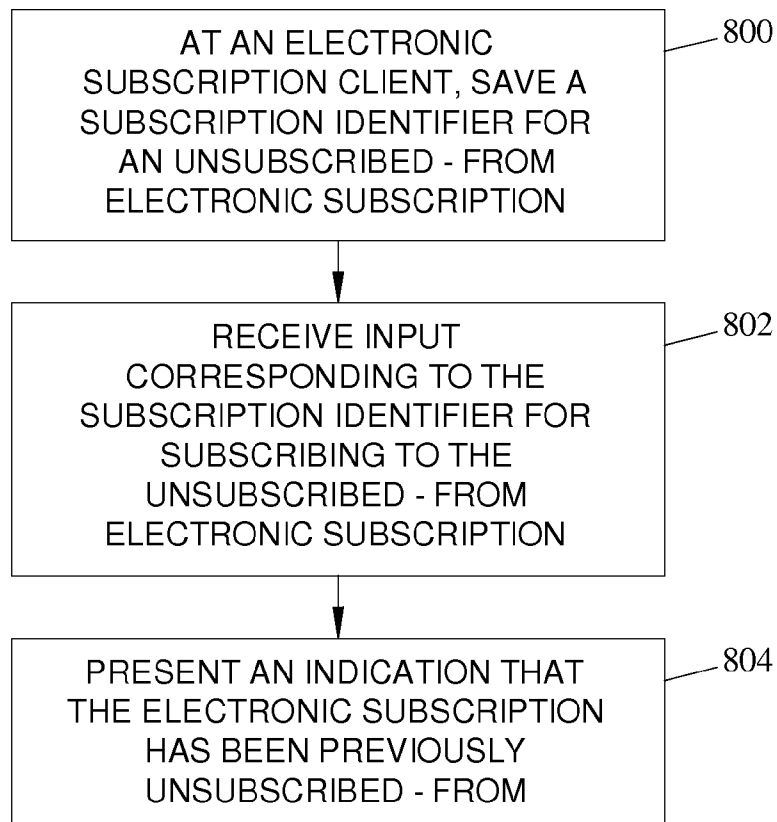 AT AN ELECTRONIC
SUBSCRIPTION CLIENT, SAVE A
SUBSCRIPTION IDENTIFIER FOR
AN UNSUBSCRIBED - FROM
ELECTRONIC SUBSCRIPTION
800
RECEIVE INPUT
CORRESPONDING TO THE
SUBSCRIPTION IDENTIFIER FOR
SUBSCRIBING TO THE
UNSUBSCRIBED - FROM
ELECTRONIC SUBSCRIPTION
802
PRESENT AN INDICATION THAT
THE ELECTRONIC SUBSCRIPTION
HAS BEEN PREVIOUSLY
UNSUBSCRIBED - FROM
804